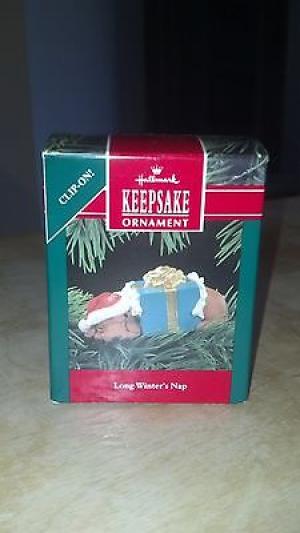 CLIP-ON!
Hallmark
KEEPSAKE
ORNAMENT
Long Winter's Nap